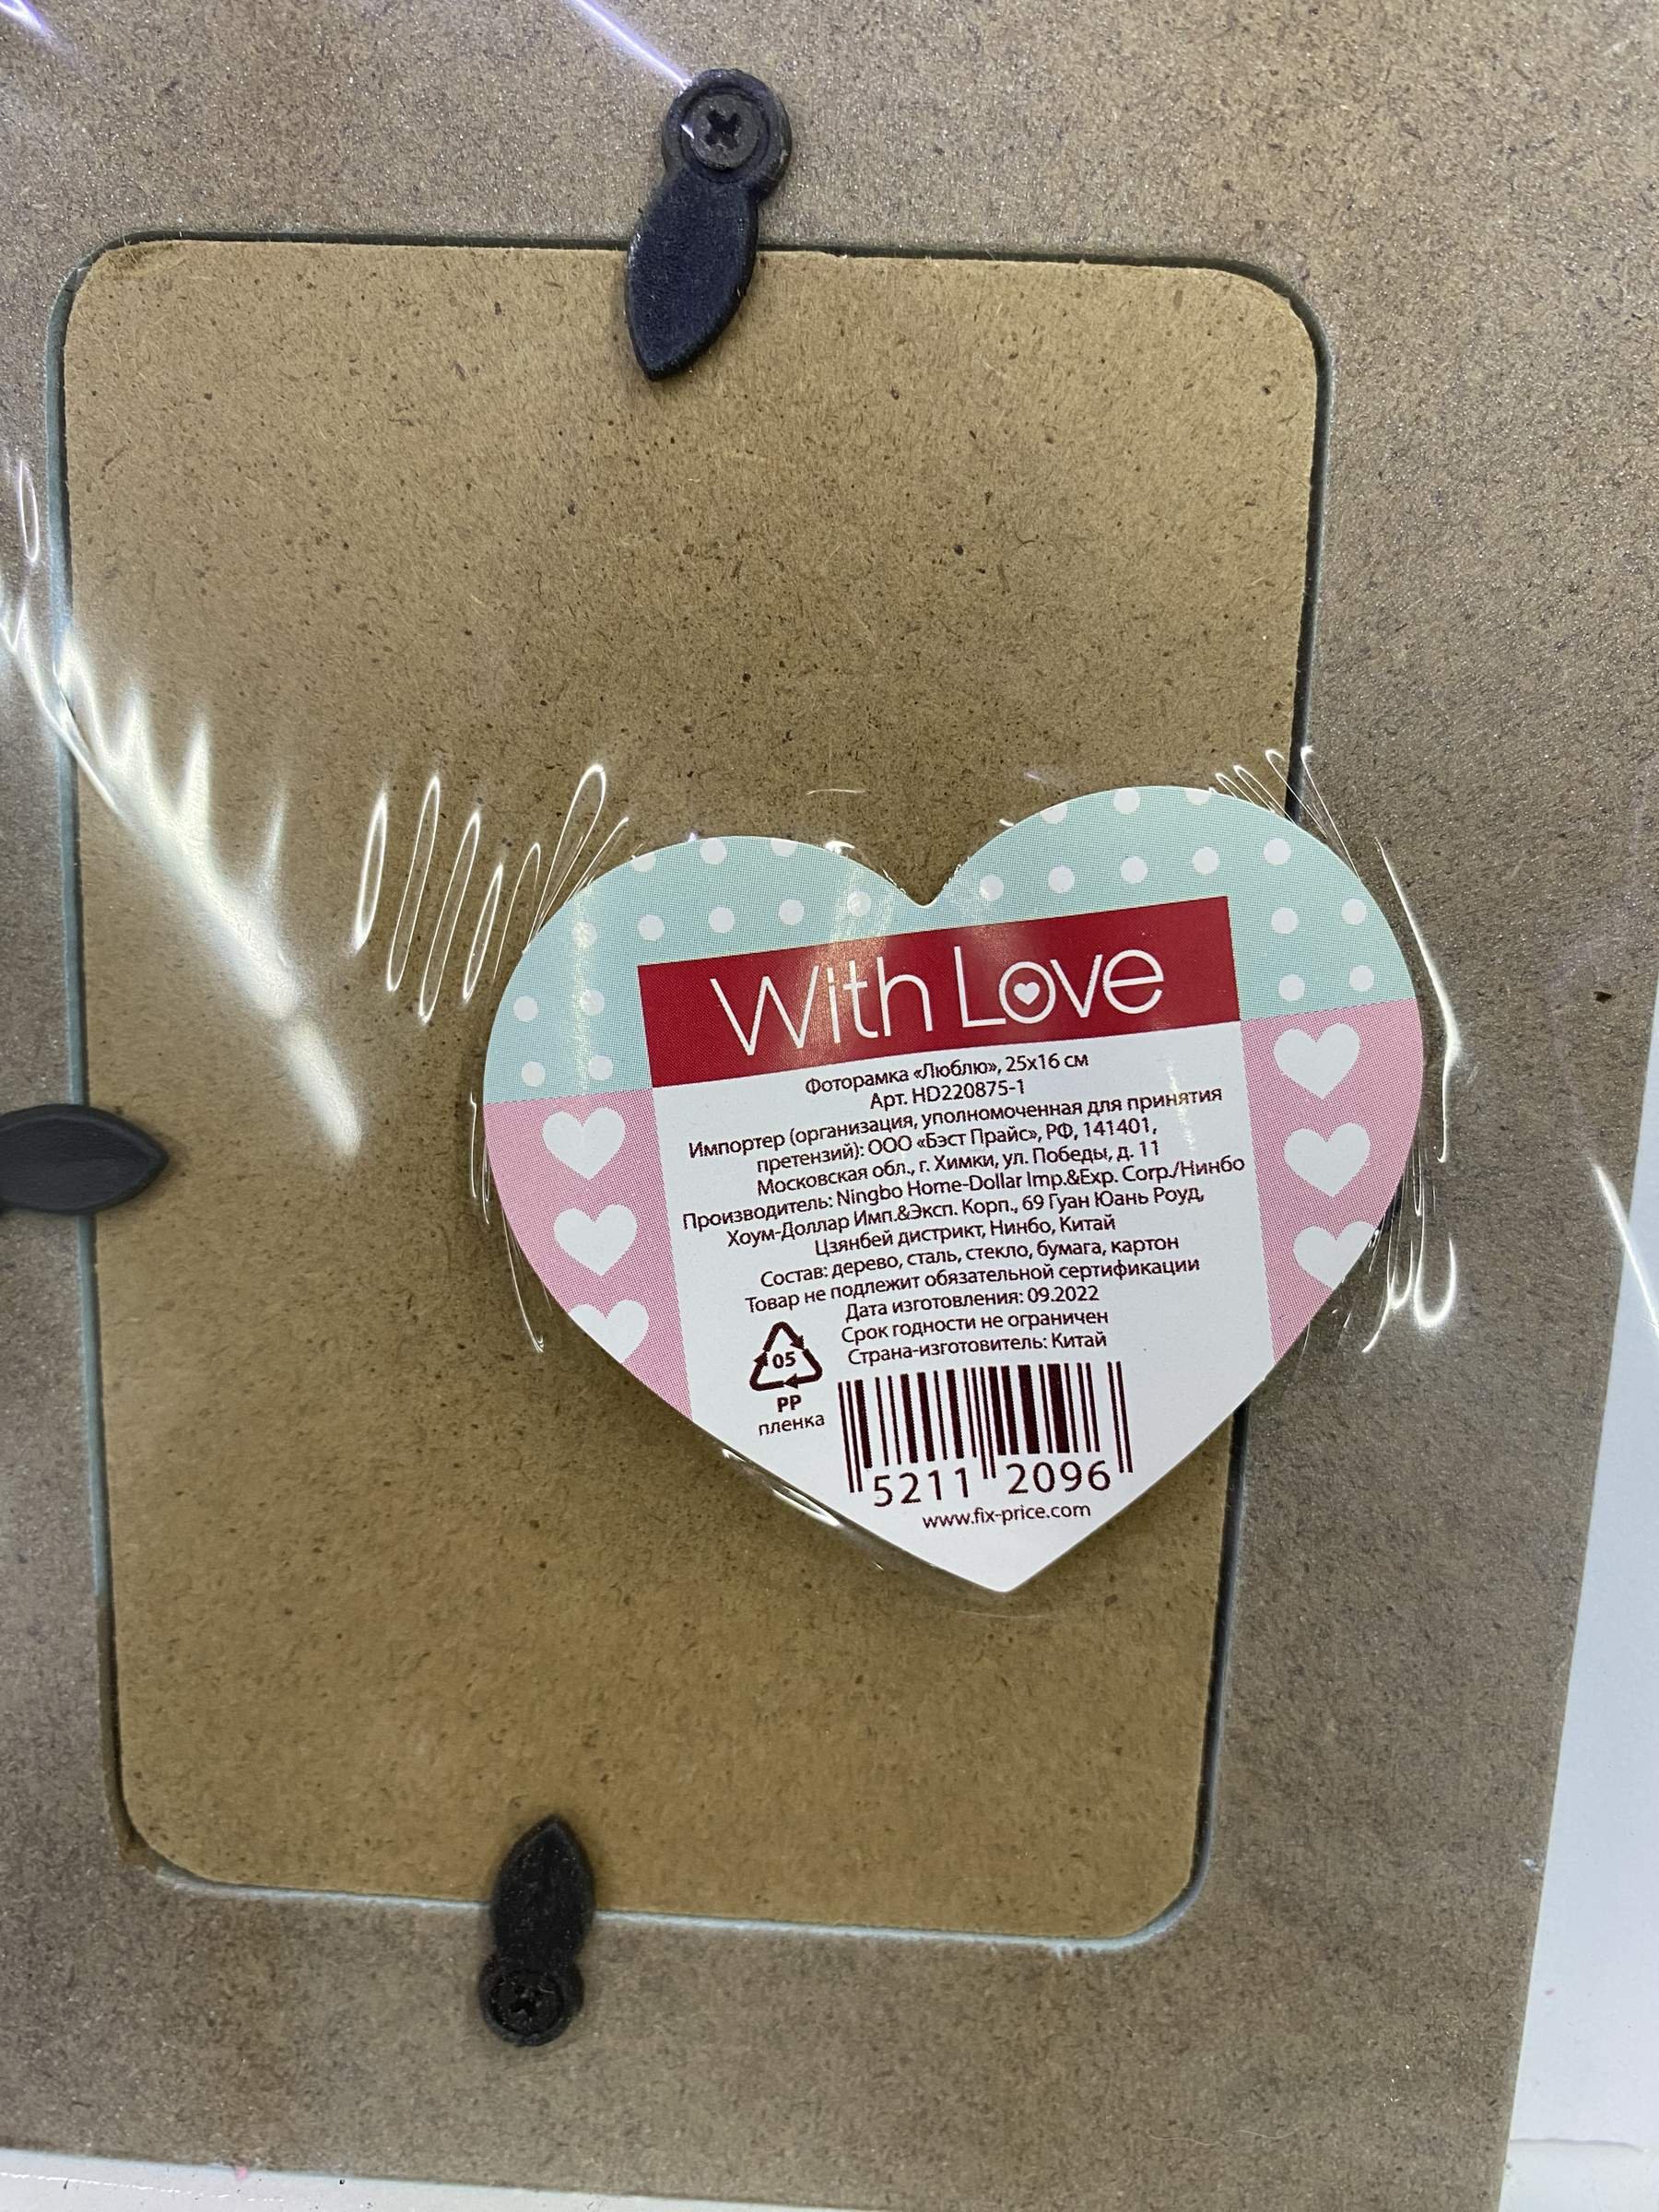 With Love
Фоторамка «Люблю», 25x16 см
Арт. HD220875-1
Импортер (организация, уполномоченная для принятия
претензий): ООО «Бэст Прайс», РФ, 141401,
Московская обл., г. Химки, ул. Победы, д. 11
Производитель: Ningbo Home-Dollar Imp.&Exp. Corp./Нинбо
Хоум-Доллар Имп.&Эксп. Корп., 69 Гуан Юань Роуд,
Цзянбей дистрикт, Нинбо, Китай
Состав: дерево, сталь, стекло, бумага, картон
Товар не подлежит обязательной сертификации
Дата изготовления: 09.2022
Срок годности не ограничен
Страна-изготовитель: Китай
05
PP
пленка
5211 2096
www.fix-price.com